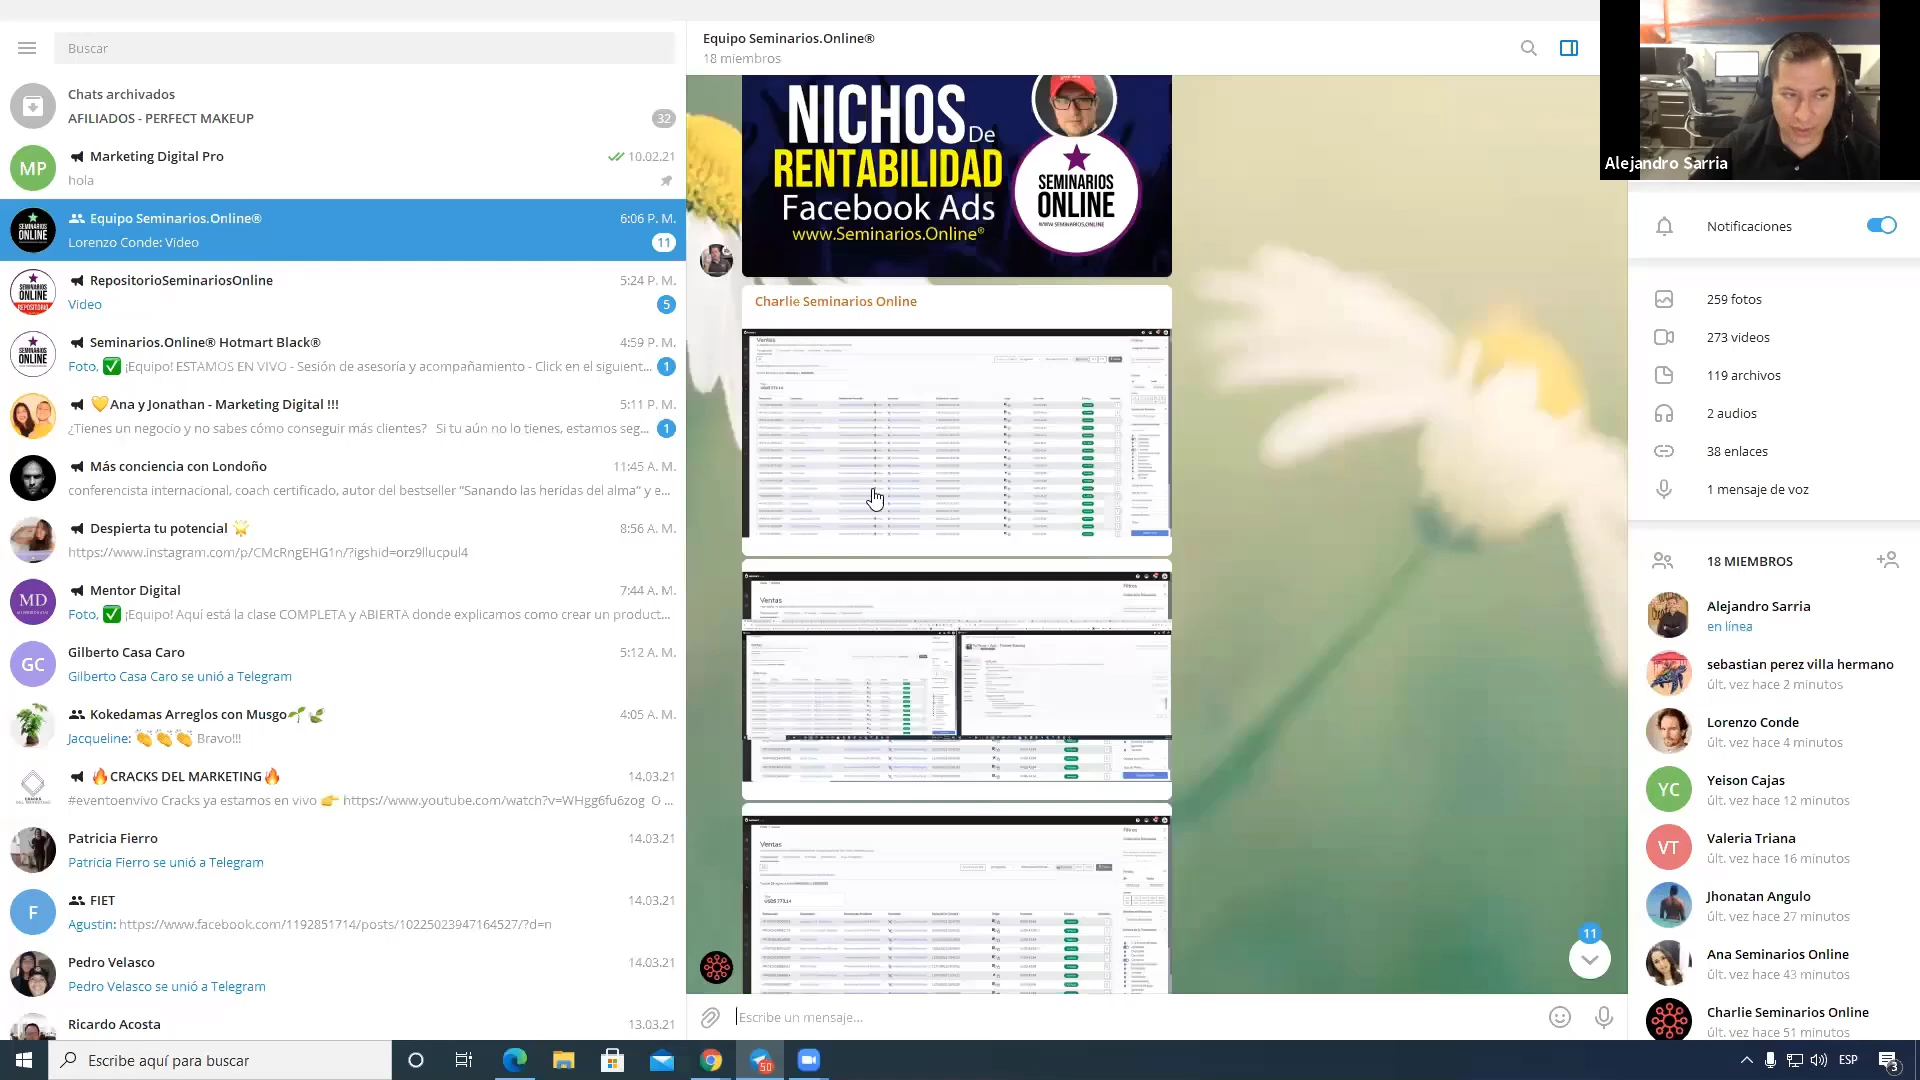 Buscar
Chats archivados
AFILIADOS - PERFECT MAKEUP
32
MP
Marketing Digital Pro
10.02.21
hola
Equipo Seminarios.Online®
6:06 P. M.
Lorenzo Conde: Video
11
RepositorioSeminariosOnline
5:24 P. M.
Video
5
Seminarios.Online® Hotmart Black®
4:59 P. M.
Foto, ✅ ¡Equipo! ESTAMOS EN VIVO - Sesión de asesoría y acompañamiento - Click en el siguient...
1
💛Ana y Jonathan - Marketing Digital !!!
5:11 P. M.
¿Tienes un negocio y no sabes cómo conseguir más clientes? Si tu aún no lo tienes, estamos seg...
1
Más conciencia con Londoño
11:45 A. M.
conferencista internacional, coach certificado, autor del bestseller “Sanando las heridas del alma” y e...
Despierta tu potencial 🌟
8:56 A. M.
https://www.instagram.com/p/CMcRngEHG1n/?igshid=orz9llucpul4
MD
Mentor Digital
7:44 A. M.
Foto, ✅ ¡Equipo! Aquí está la clase COMPLETA y ABIERTA donde explicamos como crear un product...
GC
Gilberto Casa Caro
5:12 A. M.
Gilberto Casa Caro se unió a Telegram
Kokedamas Arreglos con Musgo🌱🍃
4:05 A. M.
Jacqueline: 👏👏👏 Bravo!!!
🔥CRACKS DEL MARKETING🔥
14.03.21
#eventoenvivo Cracks ya estamos en vivo 👉 https://www.youtube.com/watch?v=WHgg6fu6zog O ...
Patricia Fierro
14.03.21
Patricia Fierro se unió a Telegram
F
FIET
14.03.21
Agustin: https://www.facebook.com/1192851714/posts/10225023947164527/?d=n
Pedro Velasco
14.03.21
Pedro Velasco se unió a Telegram
Ricardo Acosta
13.03.21
Equipo Seminarios.Online®
18 miembros
NICHOS De
RENTABILIDAD
Facebook Ads
www.Seminarios.Online®
SEMINARIOS
ONLINE
WWW.SEMINARIOS.ONLINE
Charlie Seminarios Online
Ventas
Ventas
Filtros
Ventas
Filtros
USD$ 773.14
11
Escribe un mensaje...
Alejandro Sarria
Notificaciones
259 fotos
273 videos
119 archivos
2 audios
38 enlaces
1 mensaje de voz
18 MIEMBROS
Alejandro Sarria
en línea
sebastian perez villa hermano
últ. vez hace 2 minutos
Lorenzo Conde
últ. vez hace 4 minutos
YC
Yeison Cajas
últ. vez hace 12 minutos
VT
Valeria Triana
últ. vez hace 16 minutos
Jhonatan Angulo
últ. vez hace 27 minutos
Ana Seminarios Online
últ. vez hace 43 minutos
Charlie Seminarios Online
últ. vez hace 51 minutos
Escribe aquí para buscar
50
ESP
3